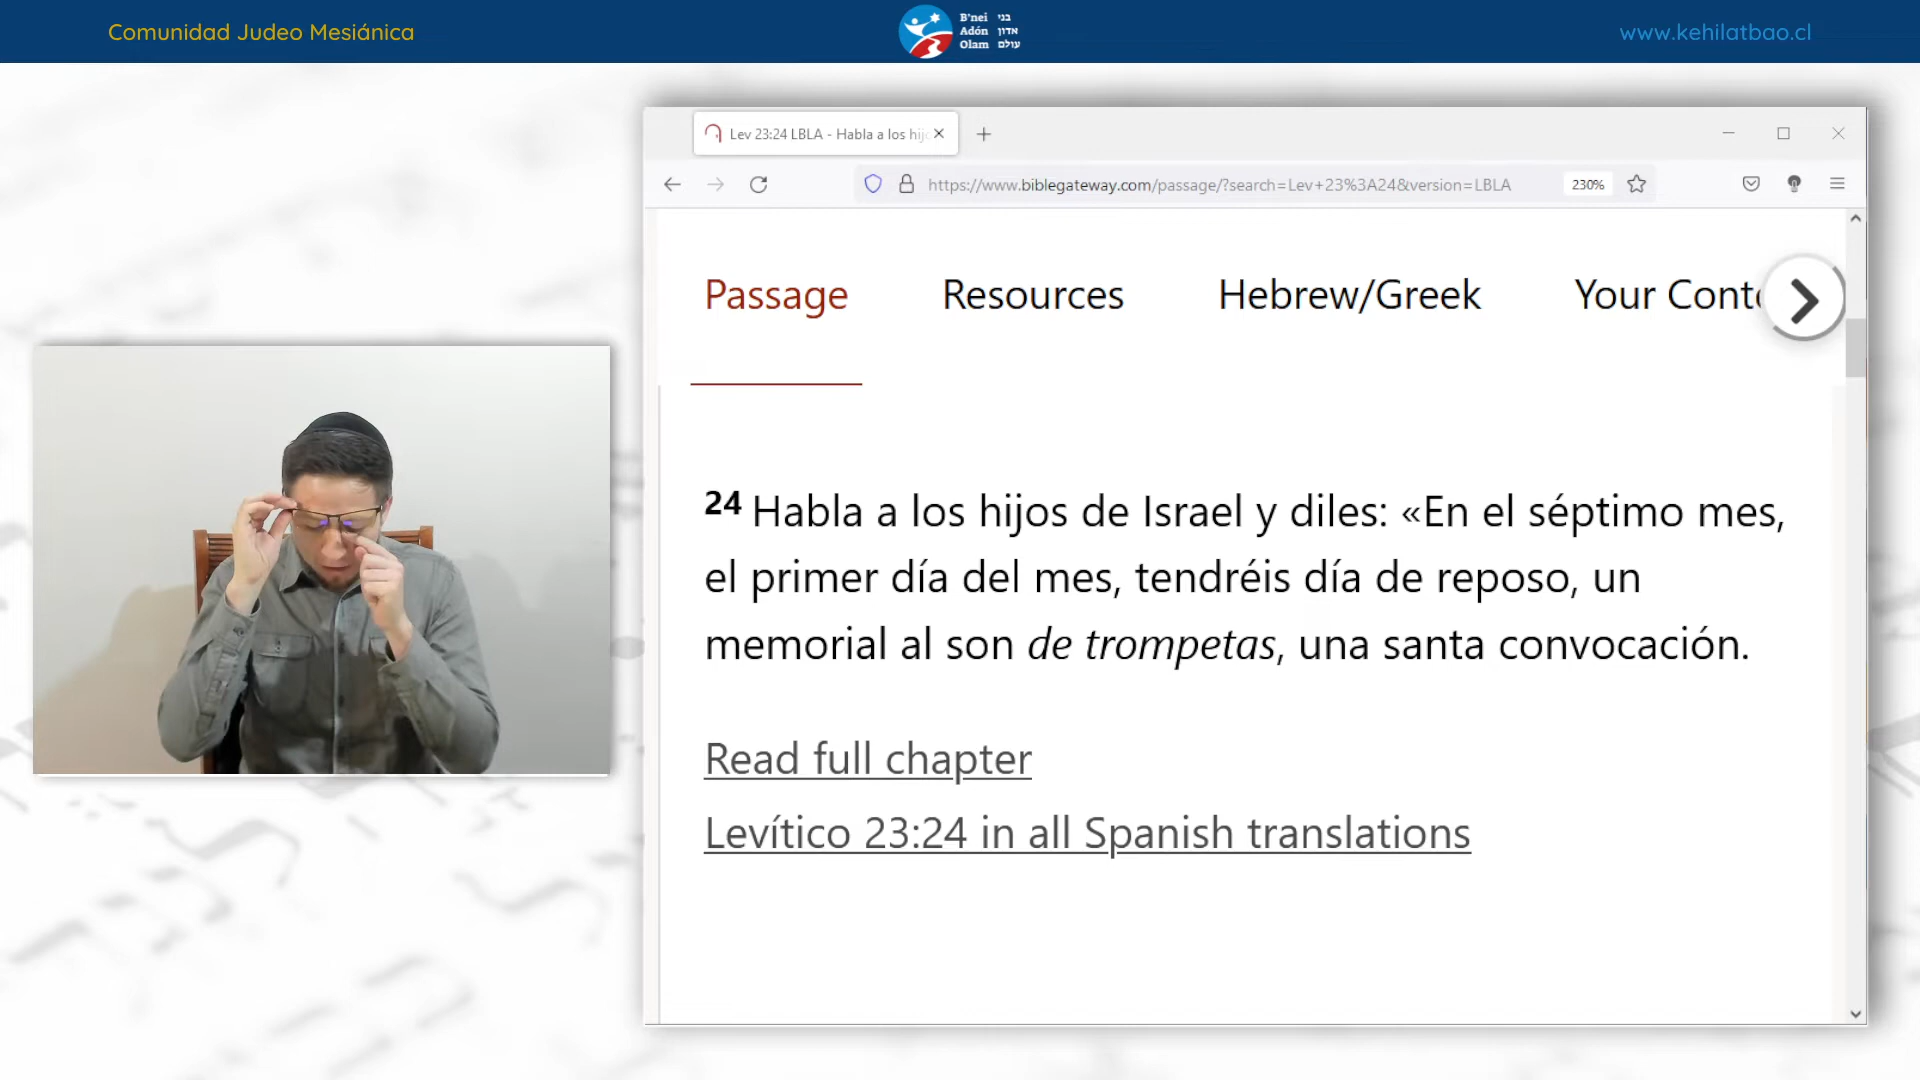 Comunidad Judeo Mesiánica
B'nei בני
Adón אדון
Olam עולם
www.kehilatbao.cl
Lev 23:24 LBLA - Habla a los hij
https://www.biblegateway.com/passage/?search=Lev+23%3A24&version=LBLA
230%
Passage Resources Hebrew/Greek Your Cont
24 Habla a los hijos de Israel y diles: «En el séptimo mes,
el primer día del mes, tendréis día de reposo, un
memorial al son de trompetas, una santa convocación.
Read full chapter
Levítico 23:24 in all Spanish translations